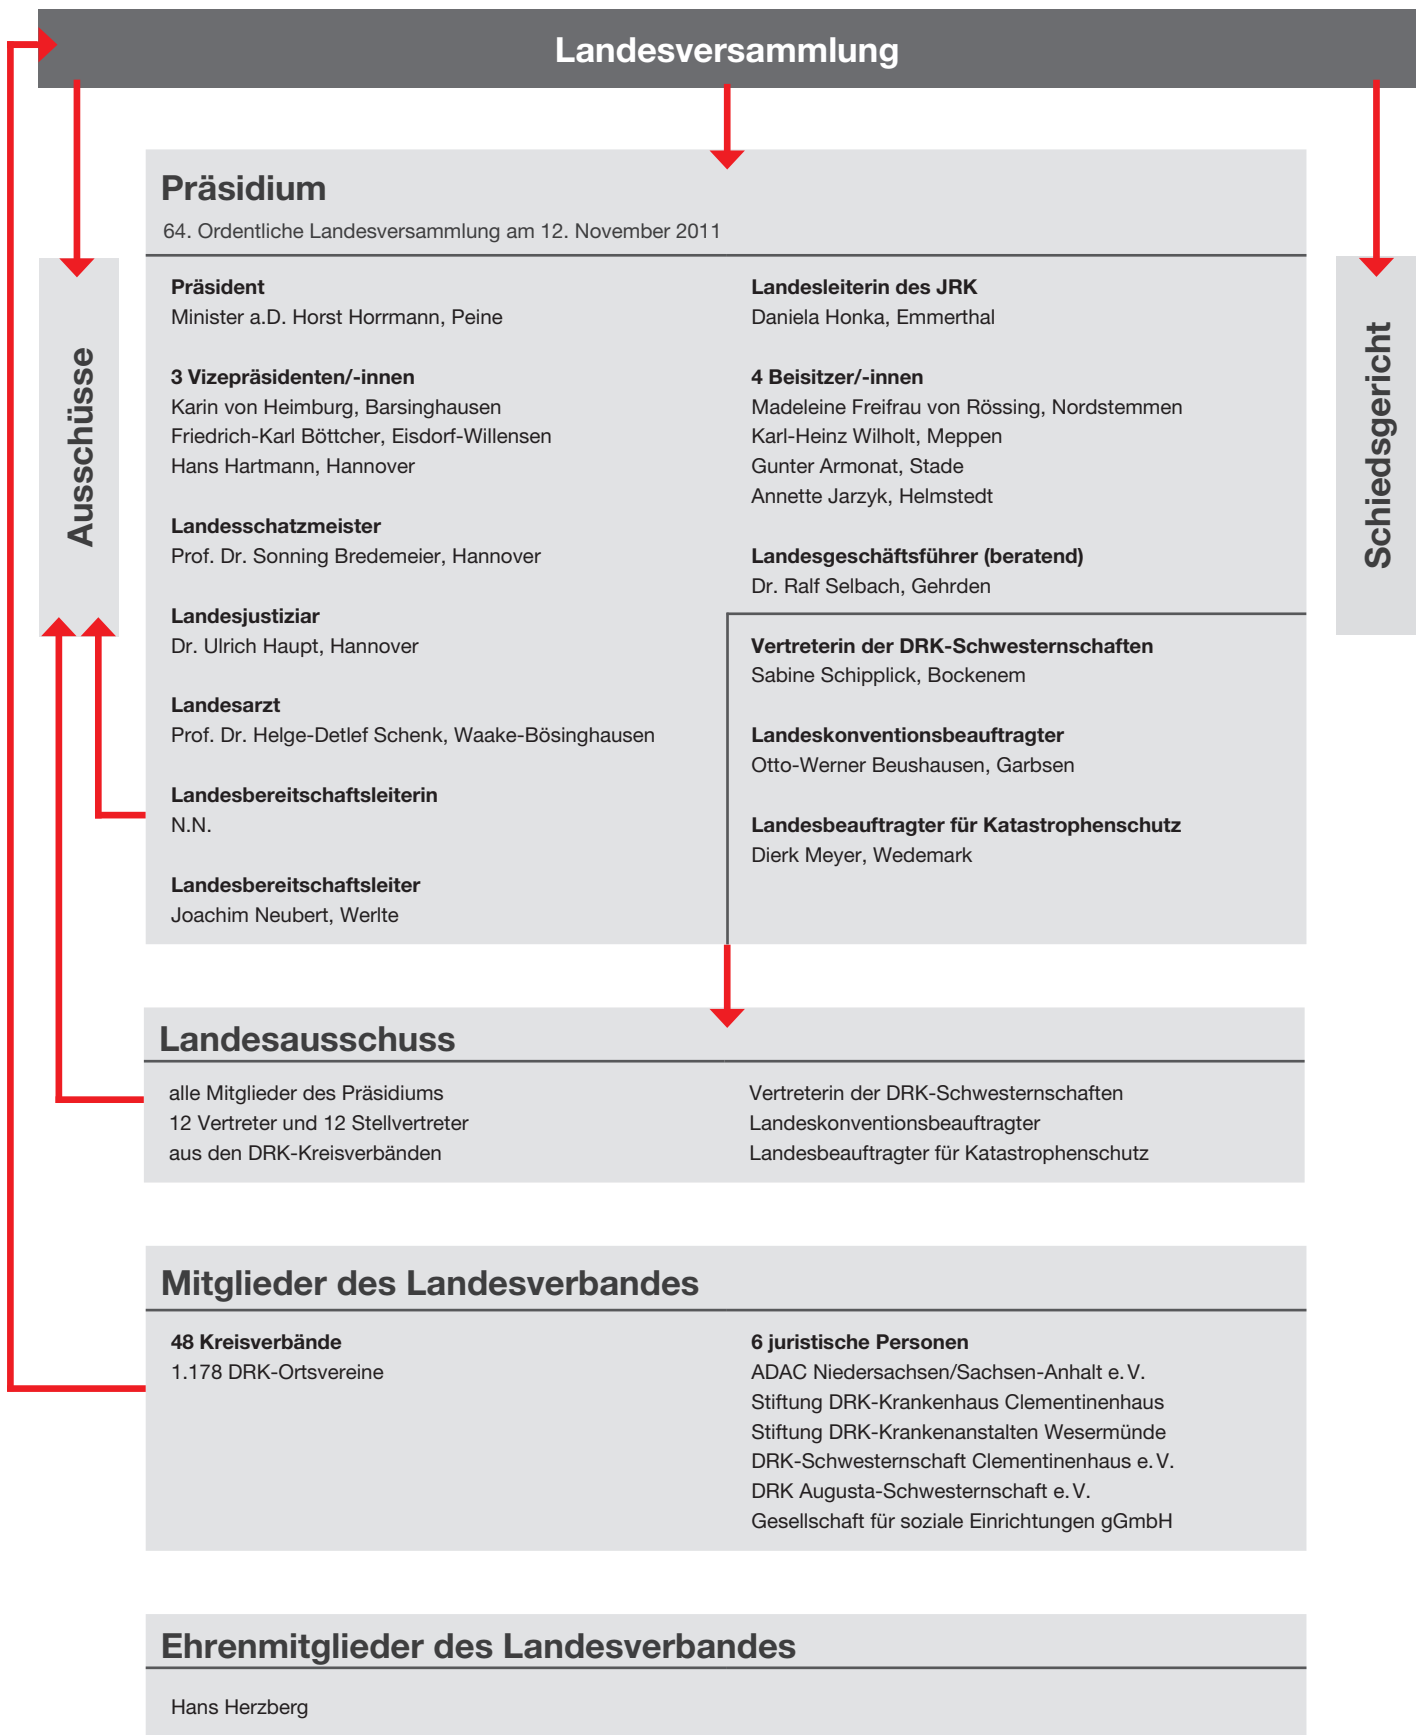 Landesversammlung
Präsidium
64. Ordentliche Landesversammlung am 12. November 2011
Präsident
Minister a.D. Horst Horrmann, Peine
3 Vizepräsidenten/-innen
Karin von Heimburg, Barsinghausen
Friedrich-Karl Böttcher, Eisdorf-Willensen
Hans Hartmann, Hannover
Landesschatzmeister
Prof. Dr. Sonning Bredemeier, Hannover
Landesjustiziar
Dr. Ulrich Haupt, Hannover
Landesarzt
Prof. Dr. Helge-Detlef Schenk, Waake-Bösinghausen
Landesbereitschaftsleiterin
N.N.
Landesbereitschaftsleiter
Joachim Neubert, Werlte
Landesleiterin des JRK
Daniela Honka, Emmerthal
4 Beisitzer/-innen
Madeleine Freifrau von Rössing, Nordstemmen
Karl-Heinz Wilholt, Meppen
Gunter Armonat, Stade
Annette Jarzyk, Helmstedt
Landesgeschäftsführer (beratend)
Dr. Ralf Selbach, Gehrden
Vertreterin der DRK-Schwesternschaften
Sabine Schipplick, Bockenem
Landeskonventionsbeauftragter
Otto-Werner Beushausen, Garbsen
Landesbeauftragter für Katastrophenschutz
Dierk Meyer, Wedemark
Ausschüsse
Schiedsgericht
Landesausschuss
alle Mitglieder des Präsidiums
12 Vertreter und 12 Stellvertreter
aus den DRK-Kreisverbänden
Vertreterin der DRK-Schwesternschaften
Landeskonventionsbeauftragter
Landesbeauftragter für Katastrophenschutz
Mitglieder des Landesverbandes
48 Kreisverbände
1.178 DRK-Ortsvereine
6 juristische Personen
ADAC Niedersachsen/Sachsen-Anhalt e.V.
Stiftung DRK-Krankenhaus Clementinenhaus
Stiftung DRK-Krankenanstalten Wesermünde
DRK-Schwesternschaft Clementinenhaus e.V.
DRK Augusta-Schwesternschaft e.V.
Gesellschaft für soziale Einrichtungen gGmbH
Ehrenmitglieder des Landesverbandes
Hans Herzberg